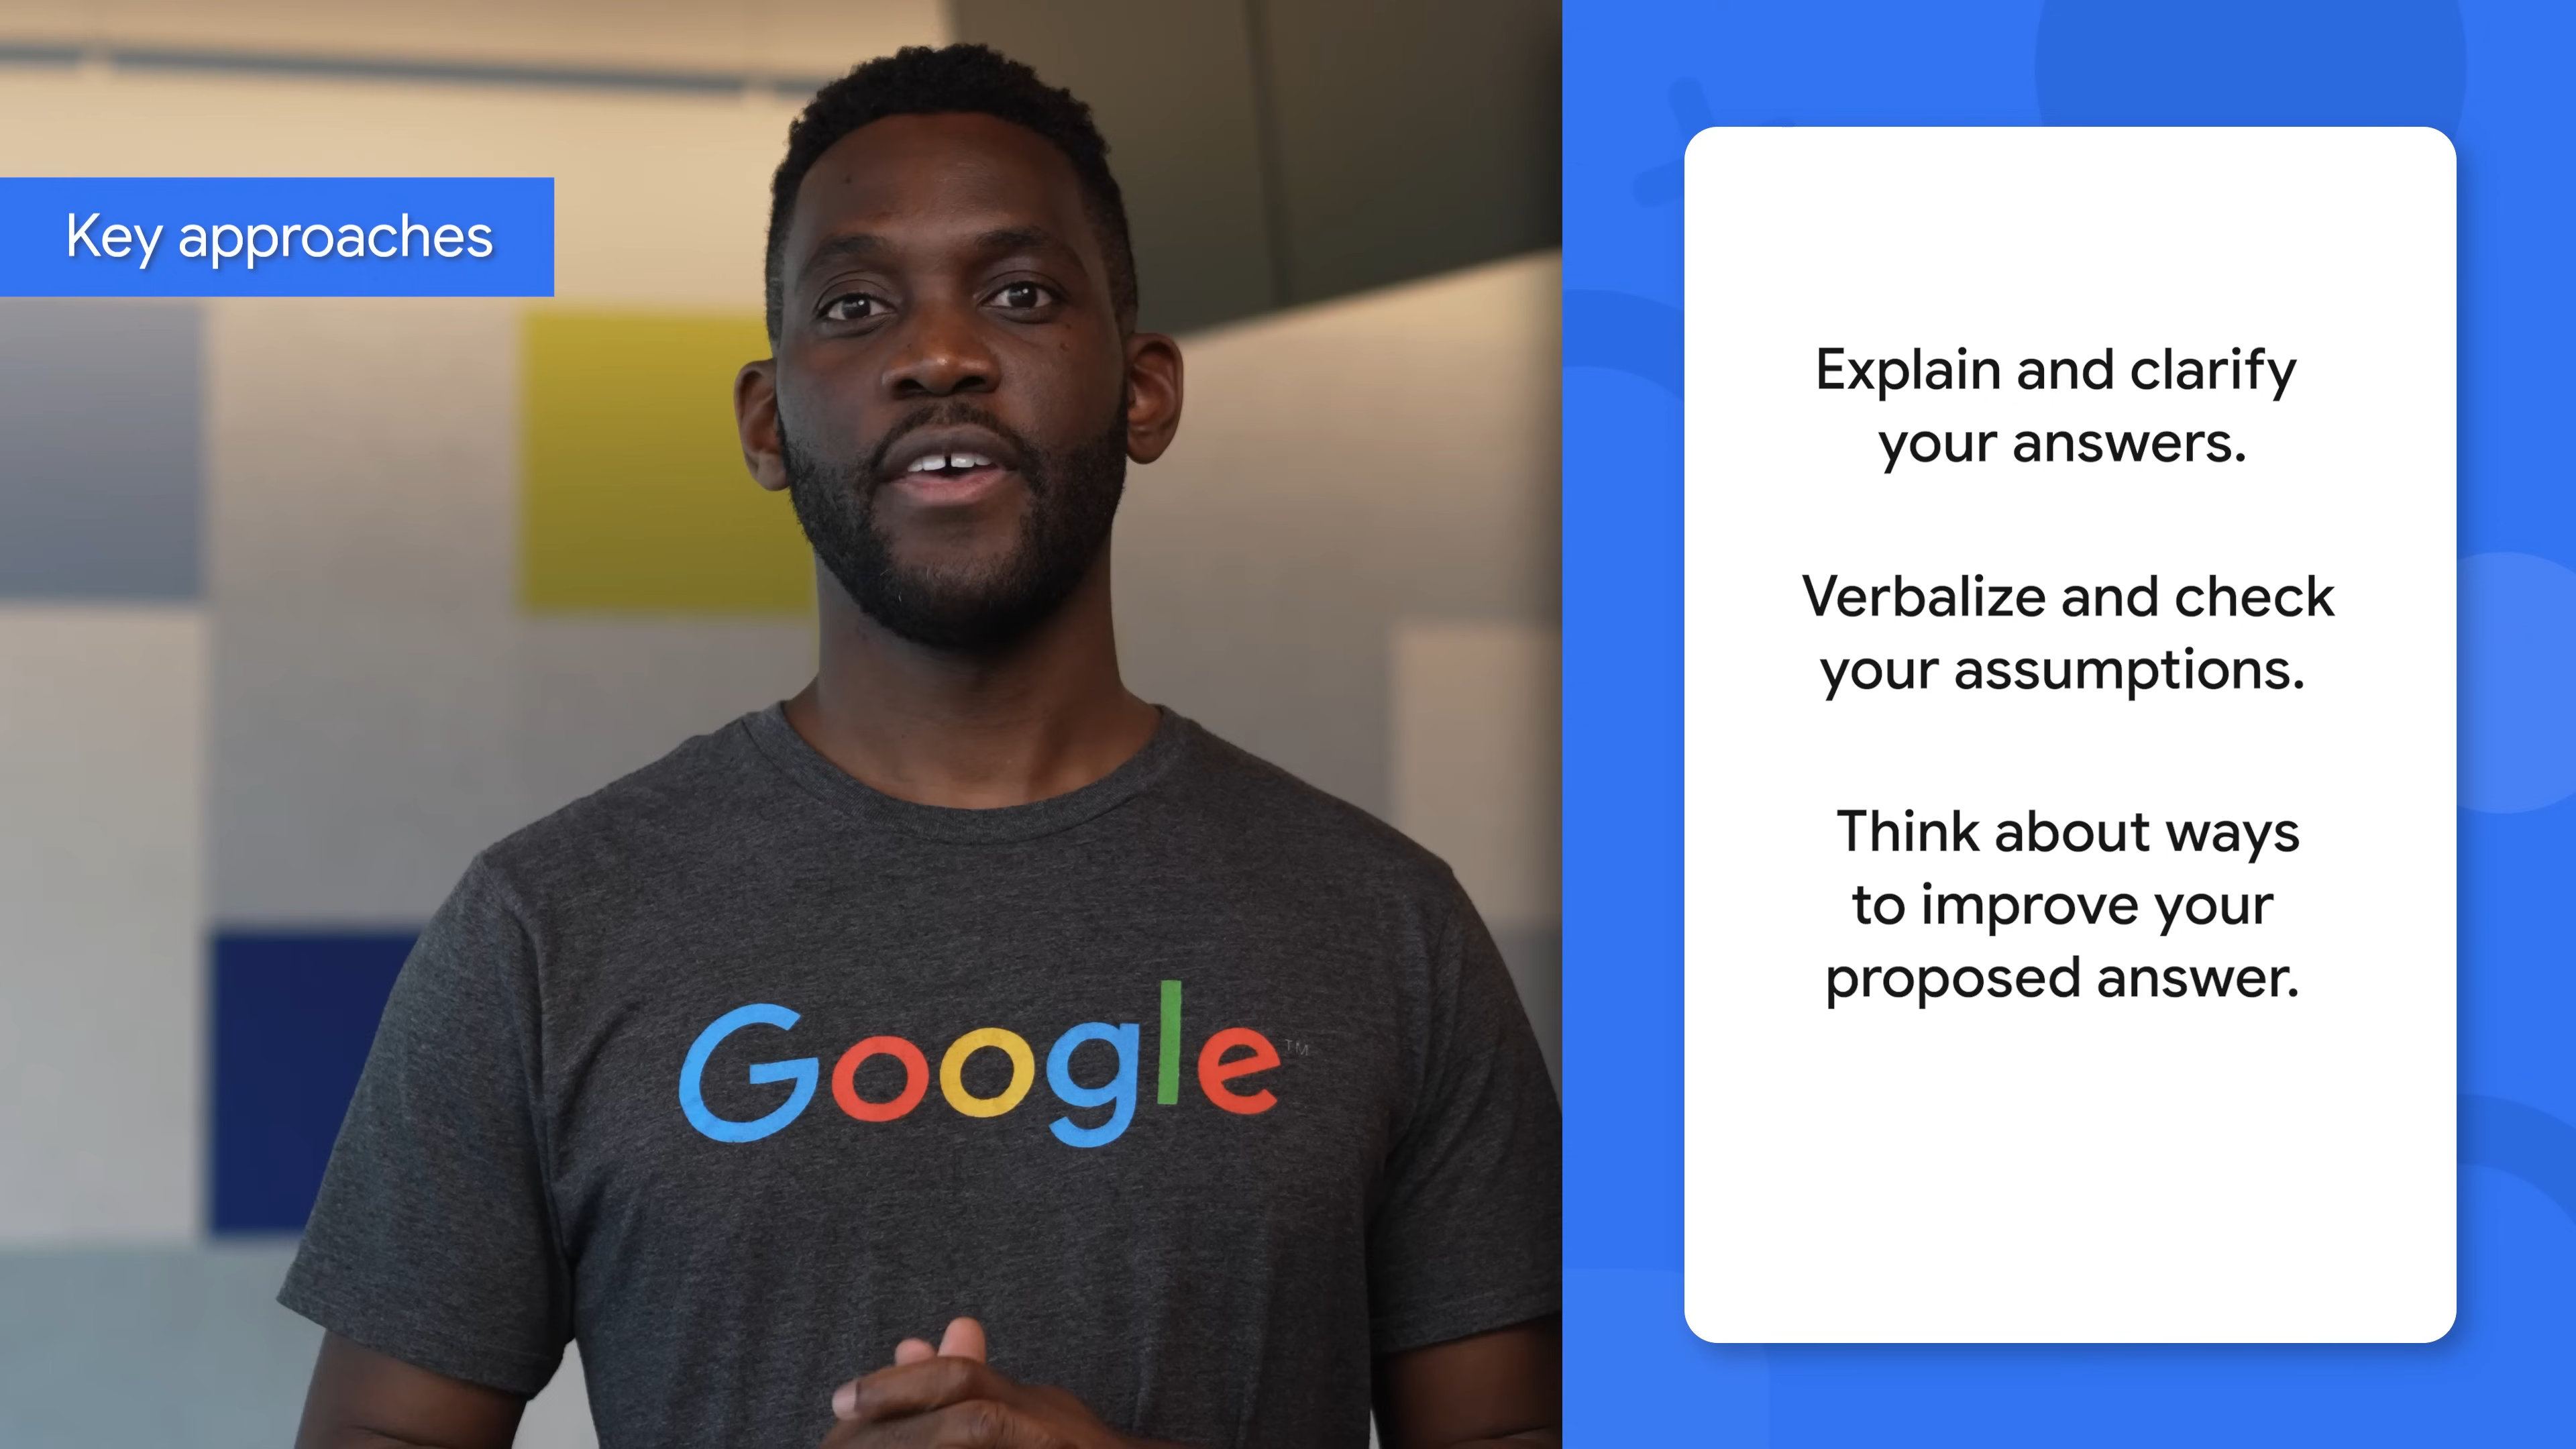 Key approaches
Google™
Explain and clarify
your answers.
Verbalize and check
your assumptions.
Think about ways
to improve your
proposed answer.